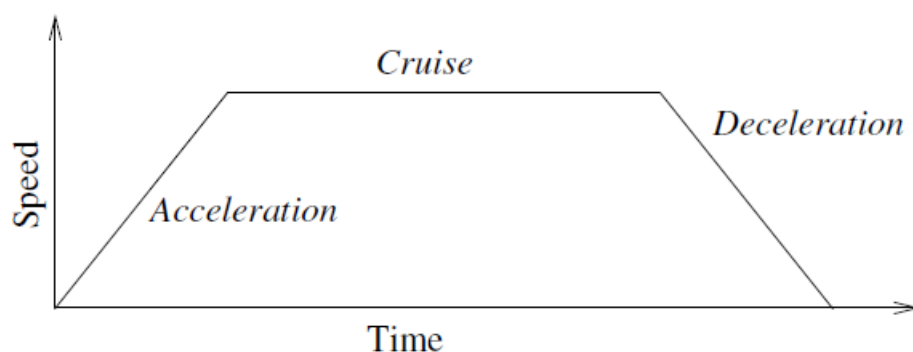 Cruise
Deceleration
Speed
Acceleration
Time